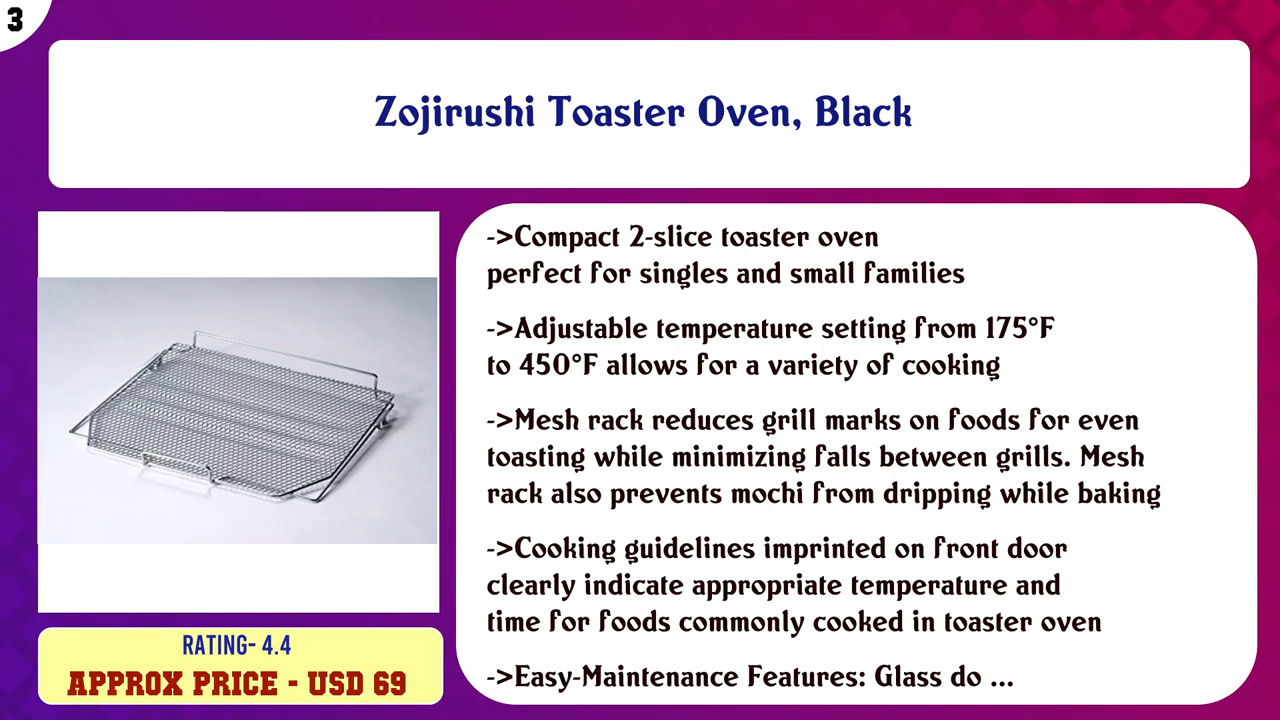 3
Zojirushi Toaster Oven, Black
->Compact 2-slice toaster oven
perfect for singles and small families
->Adjustable temperature setting from 175°F
to 450°F allows for a variety of cooking
->Mesh rack reduces grill marks on foods for even
toasting while minimizing falls between grills. Mesh
rack also prevents mochi from dripping while baking
->Cooking guidelines imprinted on front door
clearly indicate appropriate temperature and
time for foods commonly cooked in toaster oven
->Easy-Maintenance Features: Glass do ...
RATING- 4.4
APPROX PRICE - USD 69